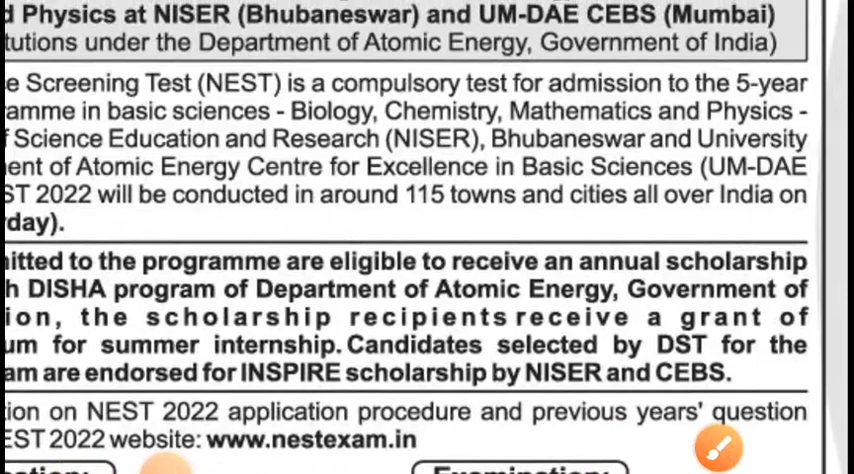 d Physics at NISER (Bhubaneswar) and UM-DAE CEBS (Mumbai)
tutions under the Department of Atomic Energy, Government of India)
e Screening Test (NEST) is a compulsory test for admission to the 5-year
amme in basic sciences - Biology, Chemistry, Mathematics and Physics -
f Science Education and Research (NISER), Bhubaneswar and University
ent of Atomic Energy Centre for Excellence in Basic Sciences (UM-DAE
ST 2022 will be conducted in around 115 towns and cities all over India on
day).
itted to the programme are eligible to receive an annual scholarship
h DISHA program of Department of Atomic Energy, Government of
ion, the scholarship recipients receive a grant of
um for summer internship. Candidates selected by DST for the
am are endorsed for INSPIRE scholarship by NISER and CEBS.
tion on NEST 2022 application procedure and previous years' question
EST 2022 website: www.nestexam.in
Examination: